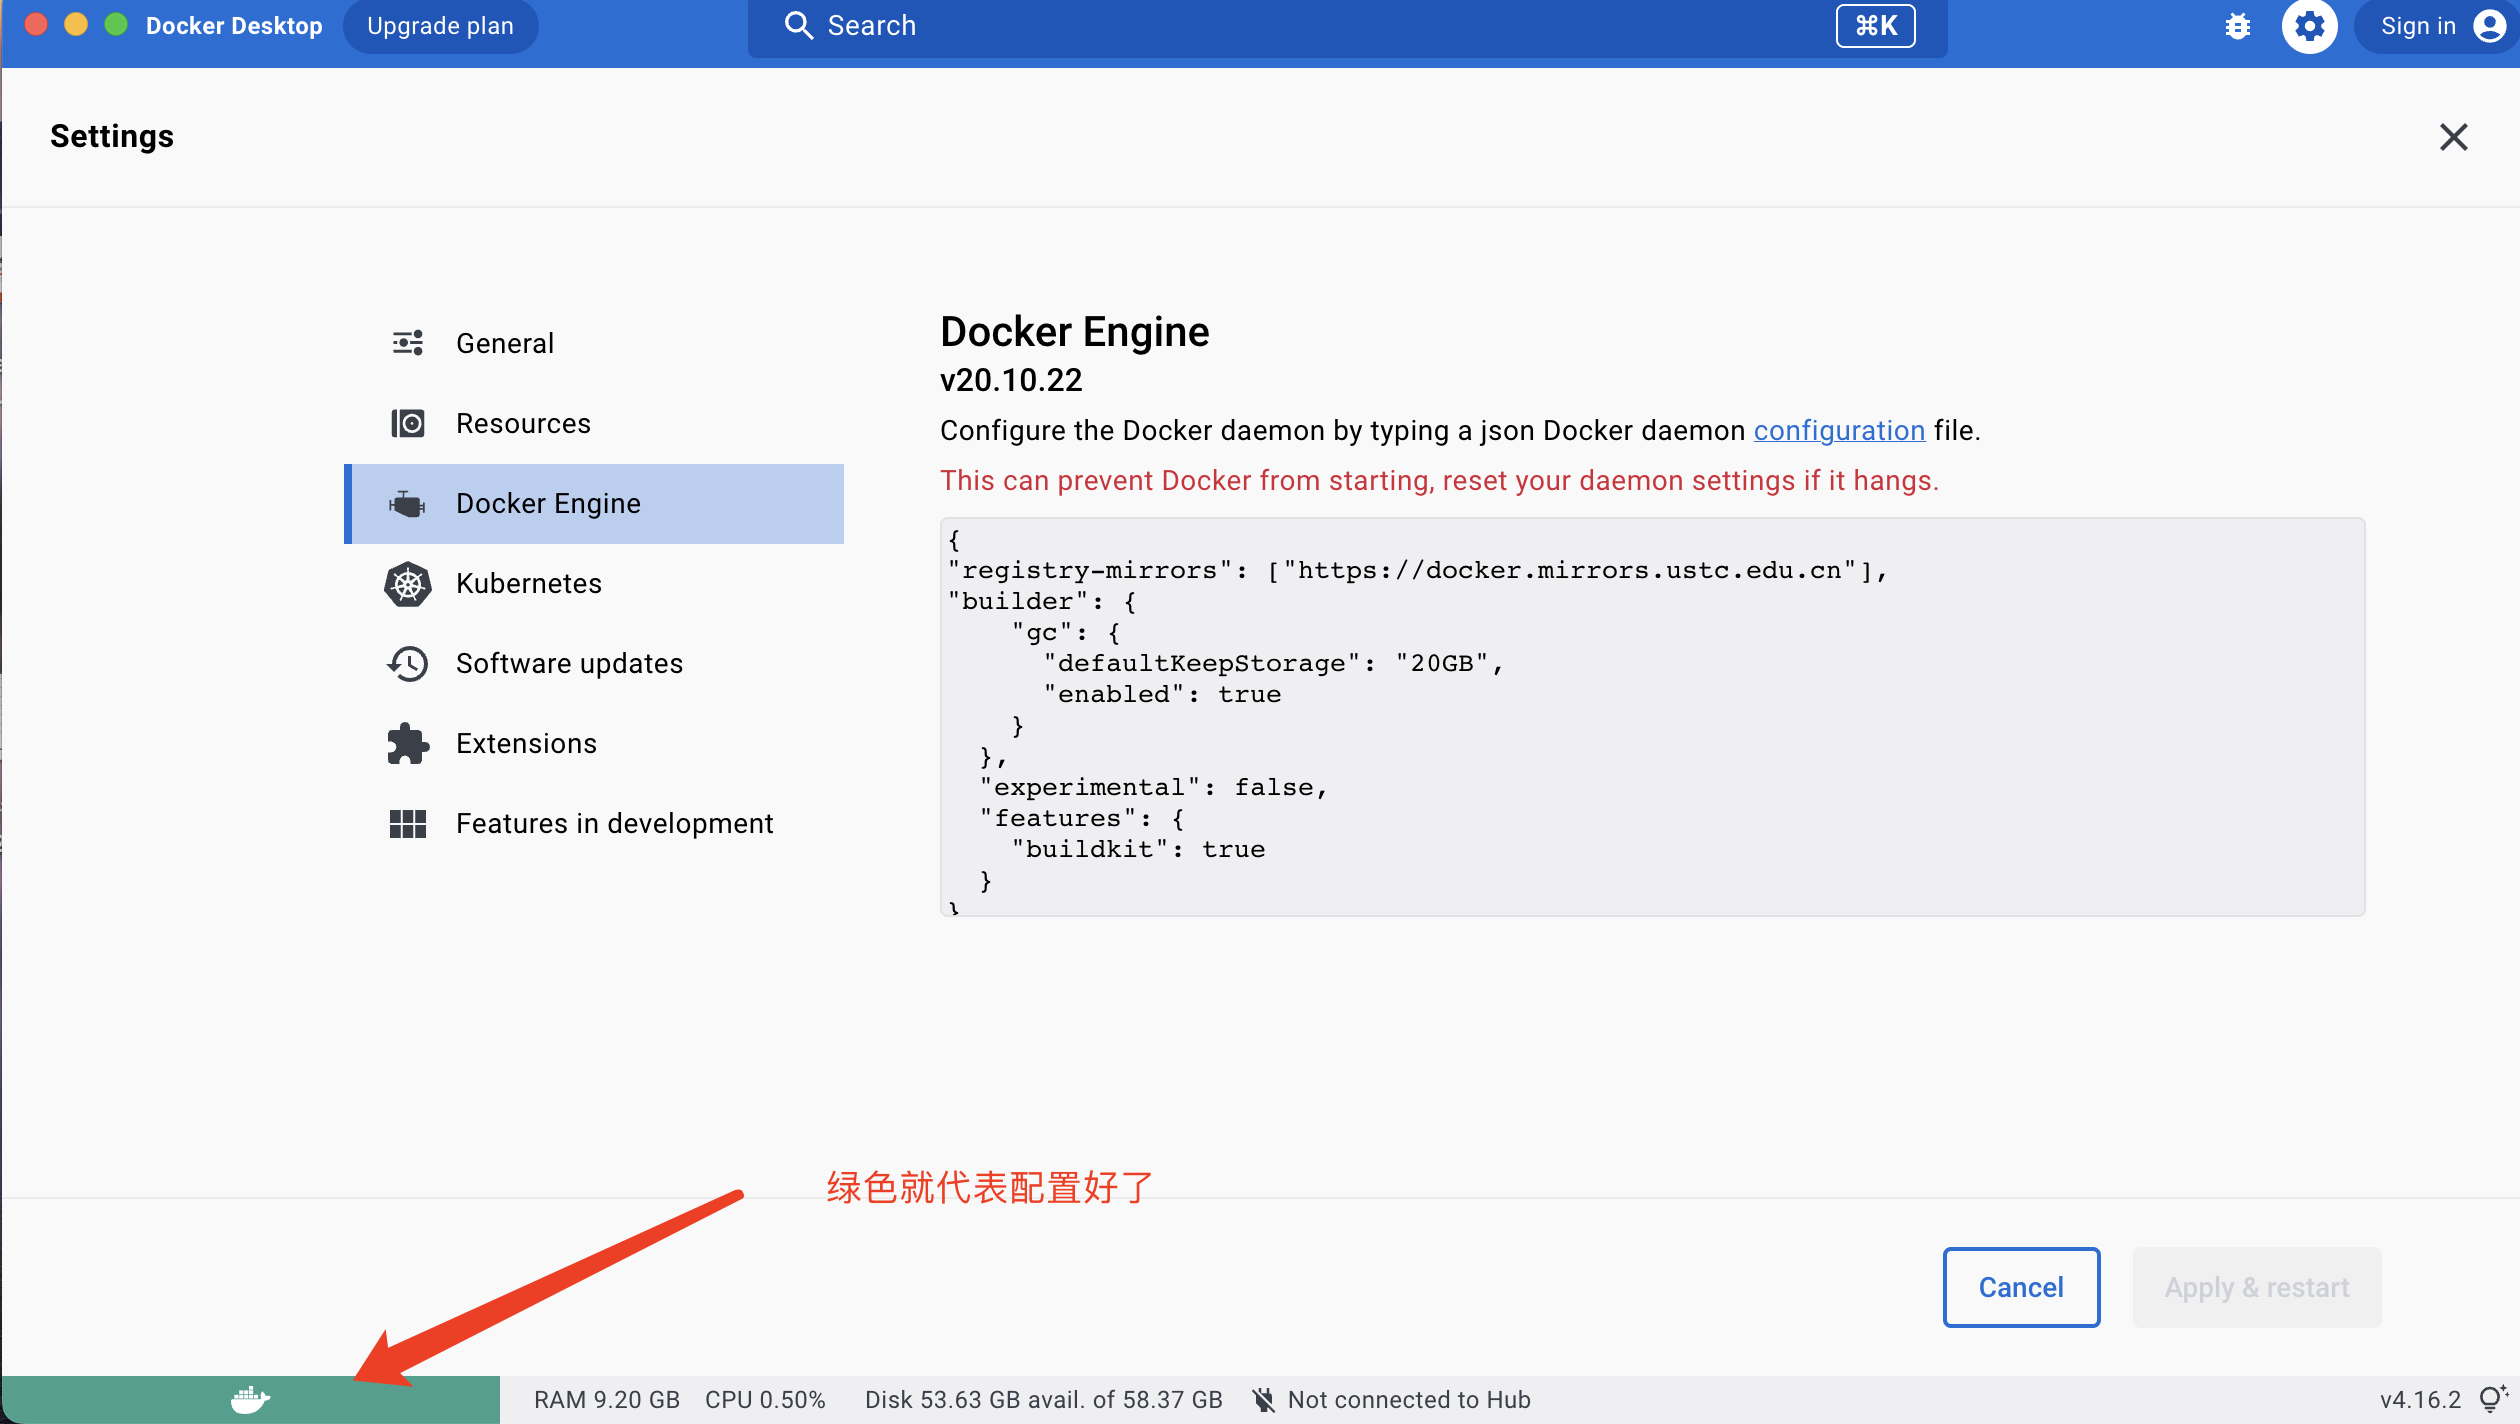 Docker Desktop
Upgrade plan
Search
⌘K
Sign in
Settings
General
Resources
Docker Engine
Kubernetes
Software updates
Extensions
Features in development
Docker Engine
v20.10.22
Configure the Docker daemon by typing a json Docker daemon configuration file.
This can prevent Docker from starting, reset your daemon settings if it hangs.
{
"registry-mirrors": ["https://docker.mirrors.ustc.edu.cn"],
"builder": {
    "gc": {
      "defaultKeepStorage": "20GB",
      "enabled": true
    }
  },
  "experimental": false,
  "features": {
    "buildkit": true
  }
}
绿色就代表配置好了
Cancel
Apply & restart
RAM 9.20 GB CPU 0.50% Disk 53.63 GB avail. of 58.37 GB Not connected to Hub
v4.16.2